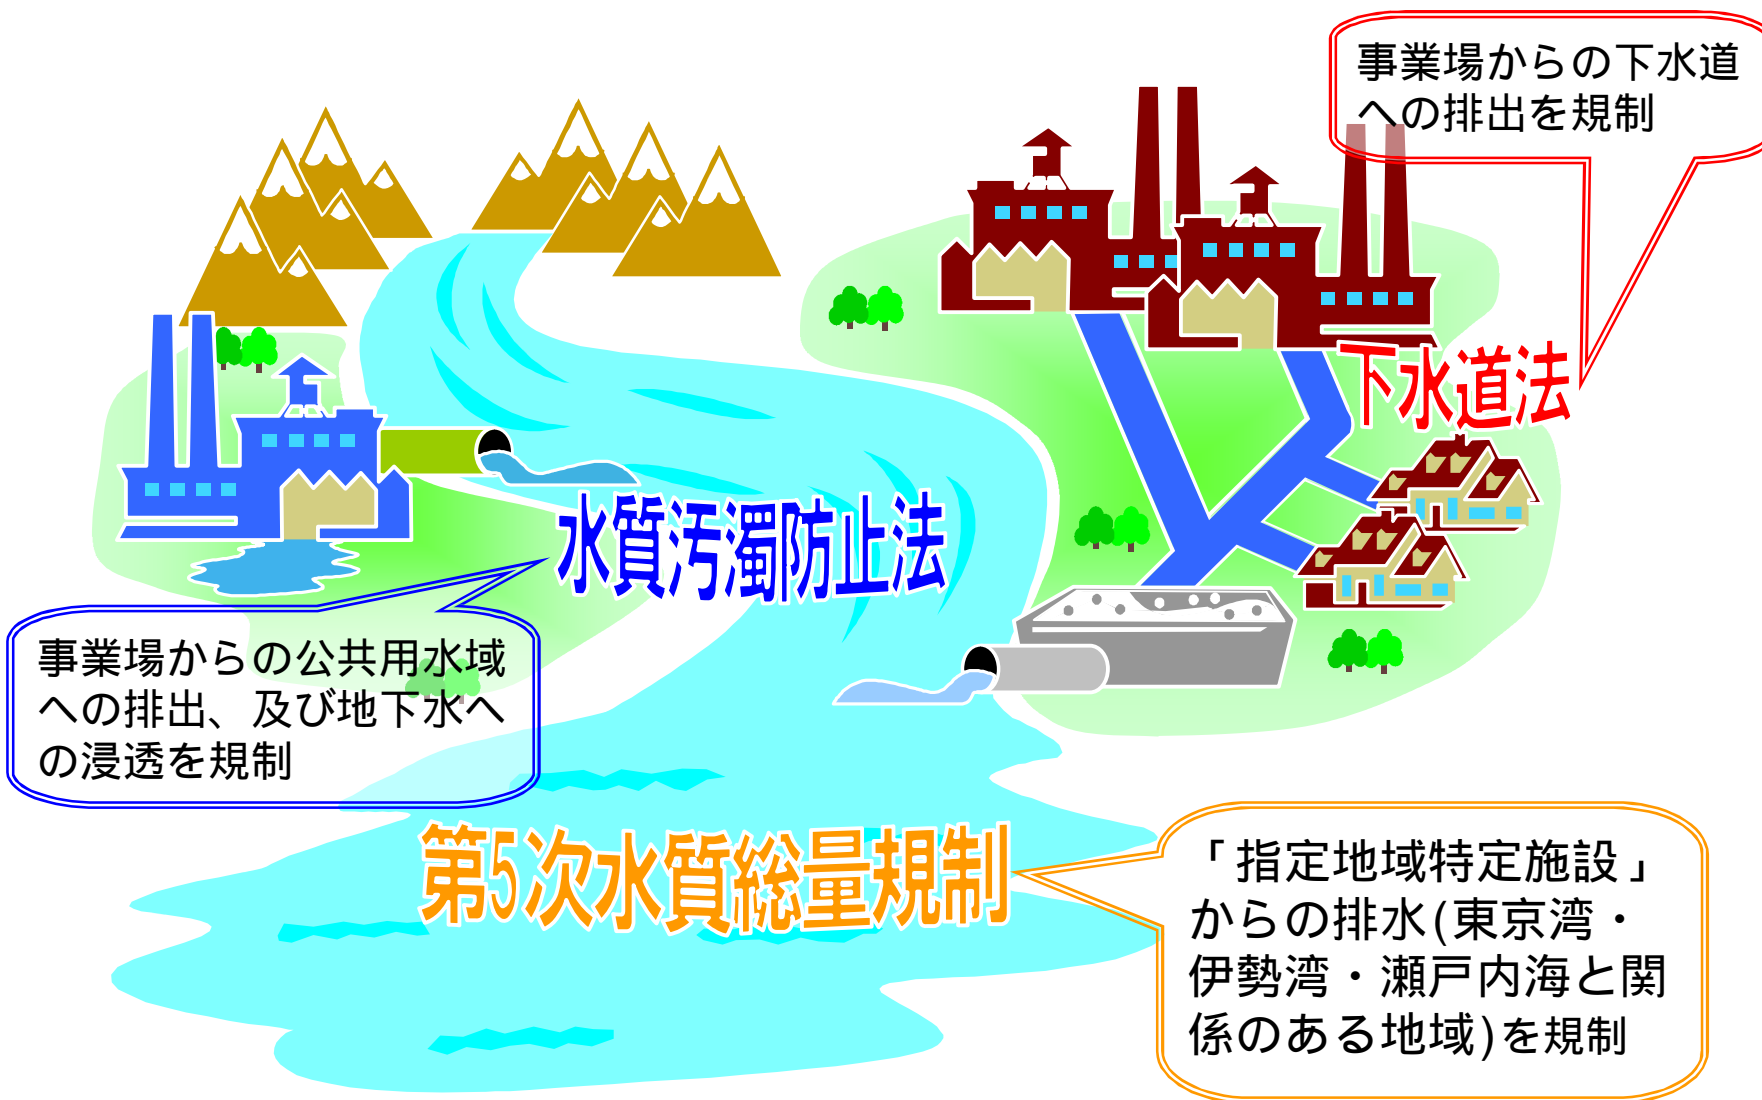 事業場からの下水道
への排出を規制
下水道法
水質汚濁防止法
事業場からの公共用水域
への排出、及び地下水へ
の浸透を規制
第5次水質総量規制
「指定地域特定施設」
からの排水(東京湾・
伊勢湾・瀬戸内海と関
係のある地域)を規制